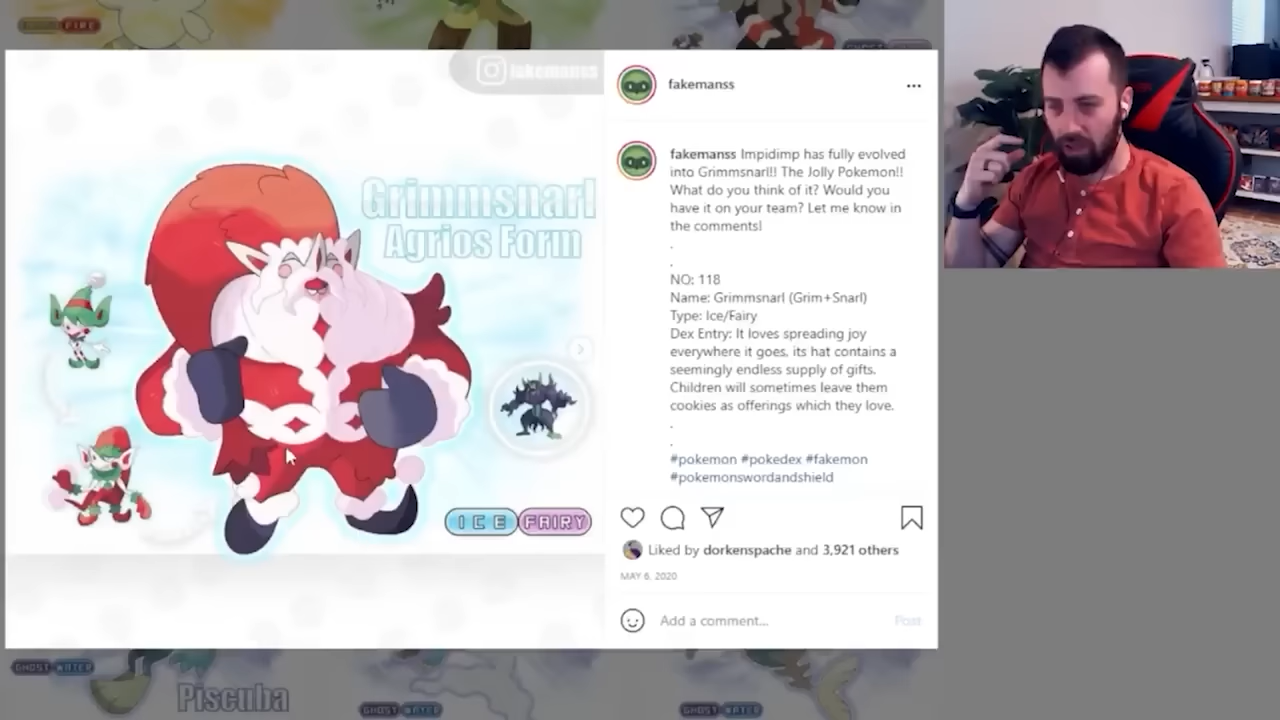 FIRE
fakemanss
fakemanss
Grimmsnarl
Agrios Form
ICE FAIRY
fakemanss Impidimp has fully evolved
into Grimmsnarl!! The Jolly Pokemon!!
What do you think of it? Would you
have it on your team? Let me know in
the comments!
.
.
NO: 118
Name: Grimmsnarl (Grim+Snarl)
Type: Ice/Fairy
Dex Entry: It loves spreading joy
everywhere it goes, its hat contains a
seemingly endless supply of gifts.
Children will sometimes leave them
cookies as offerings which they love.
.
.
#pokemon #pokedex #fakemon
#pokemonswordandshield
Liked by dorkenspache and 3,921 others
MAY 6, 2020
Add a comment... Post
GHOST WATER
Piscuba
GHOST WATER
GHOST WATER